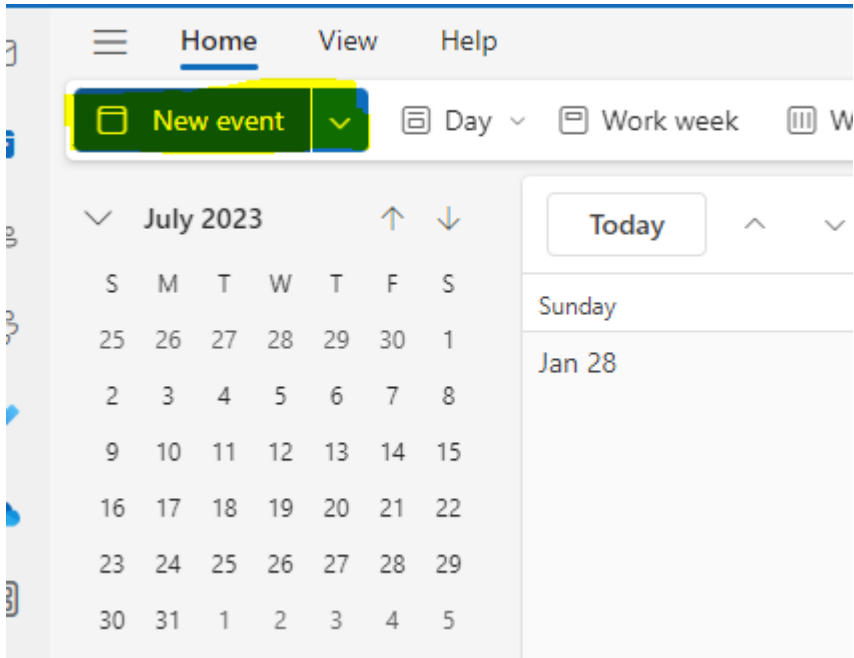 Home View Help
New event Day Work week W
July 2023
S M T W T F S
25 26 27 28 29 30 1
2 3 4 5 6 7 8
9 10 11 12 13 14 15
16 17 18 19 20 21 22
23 24 25 26 27 28 29
30 31 1 2 3 4 5
Today
Sunday
Jan 28